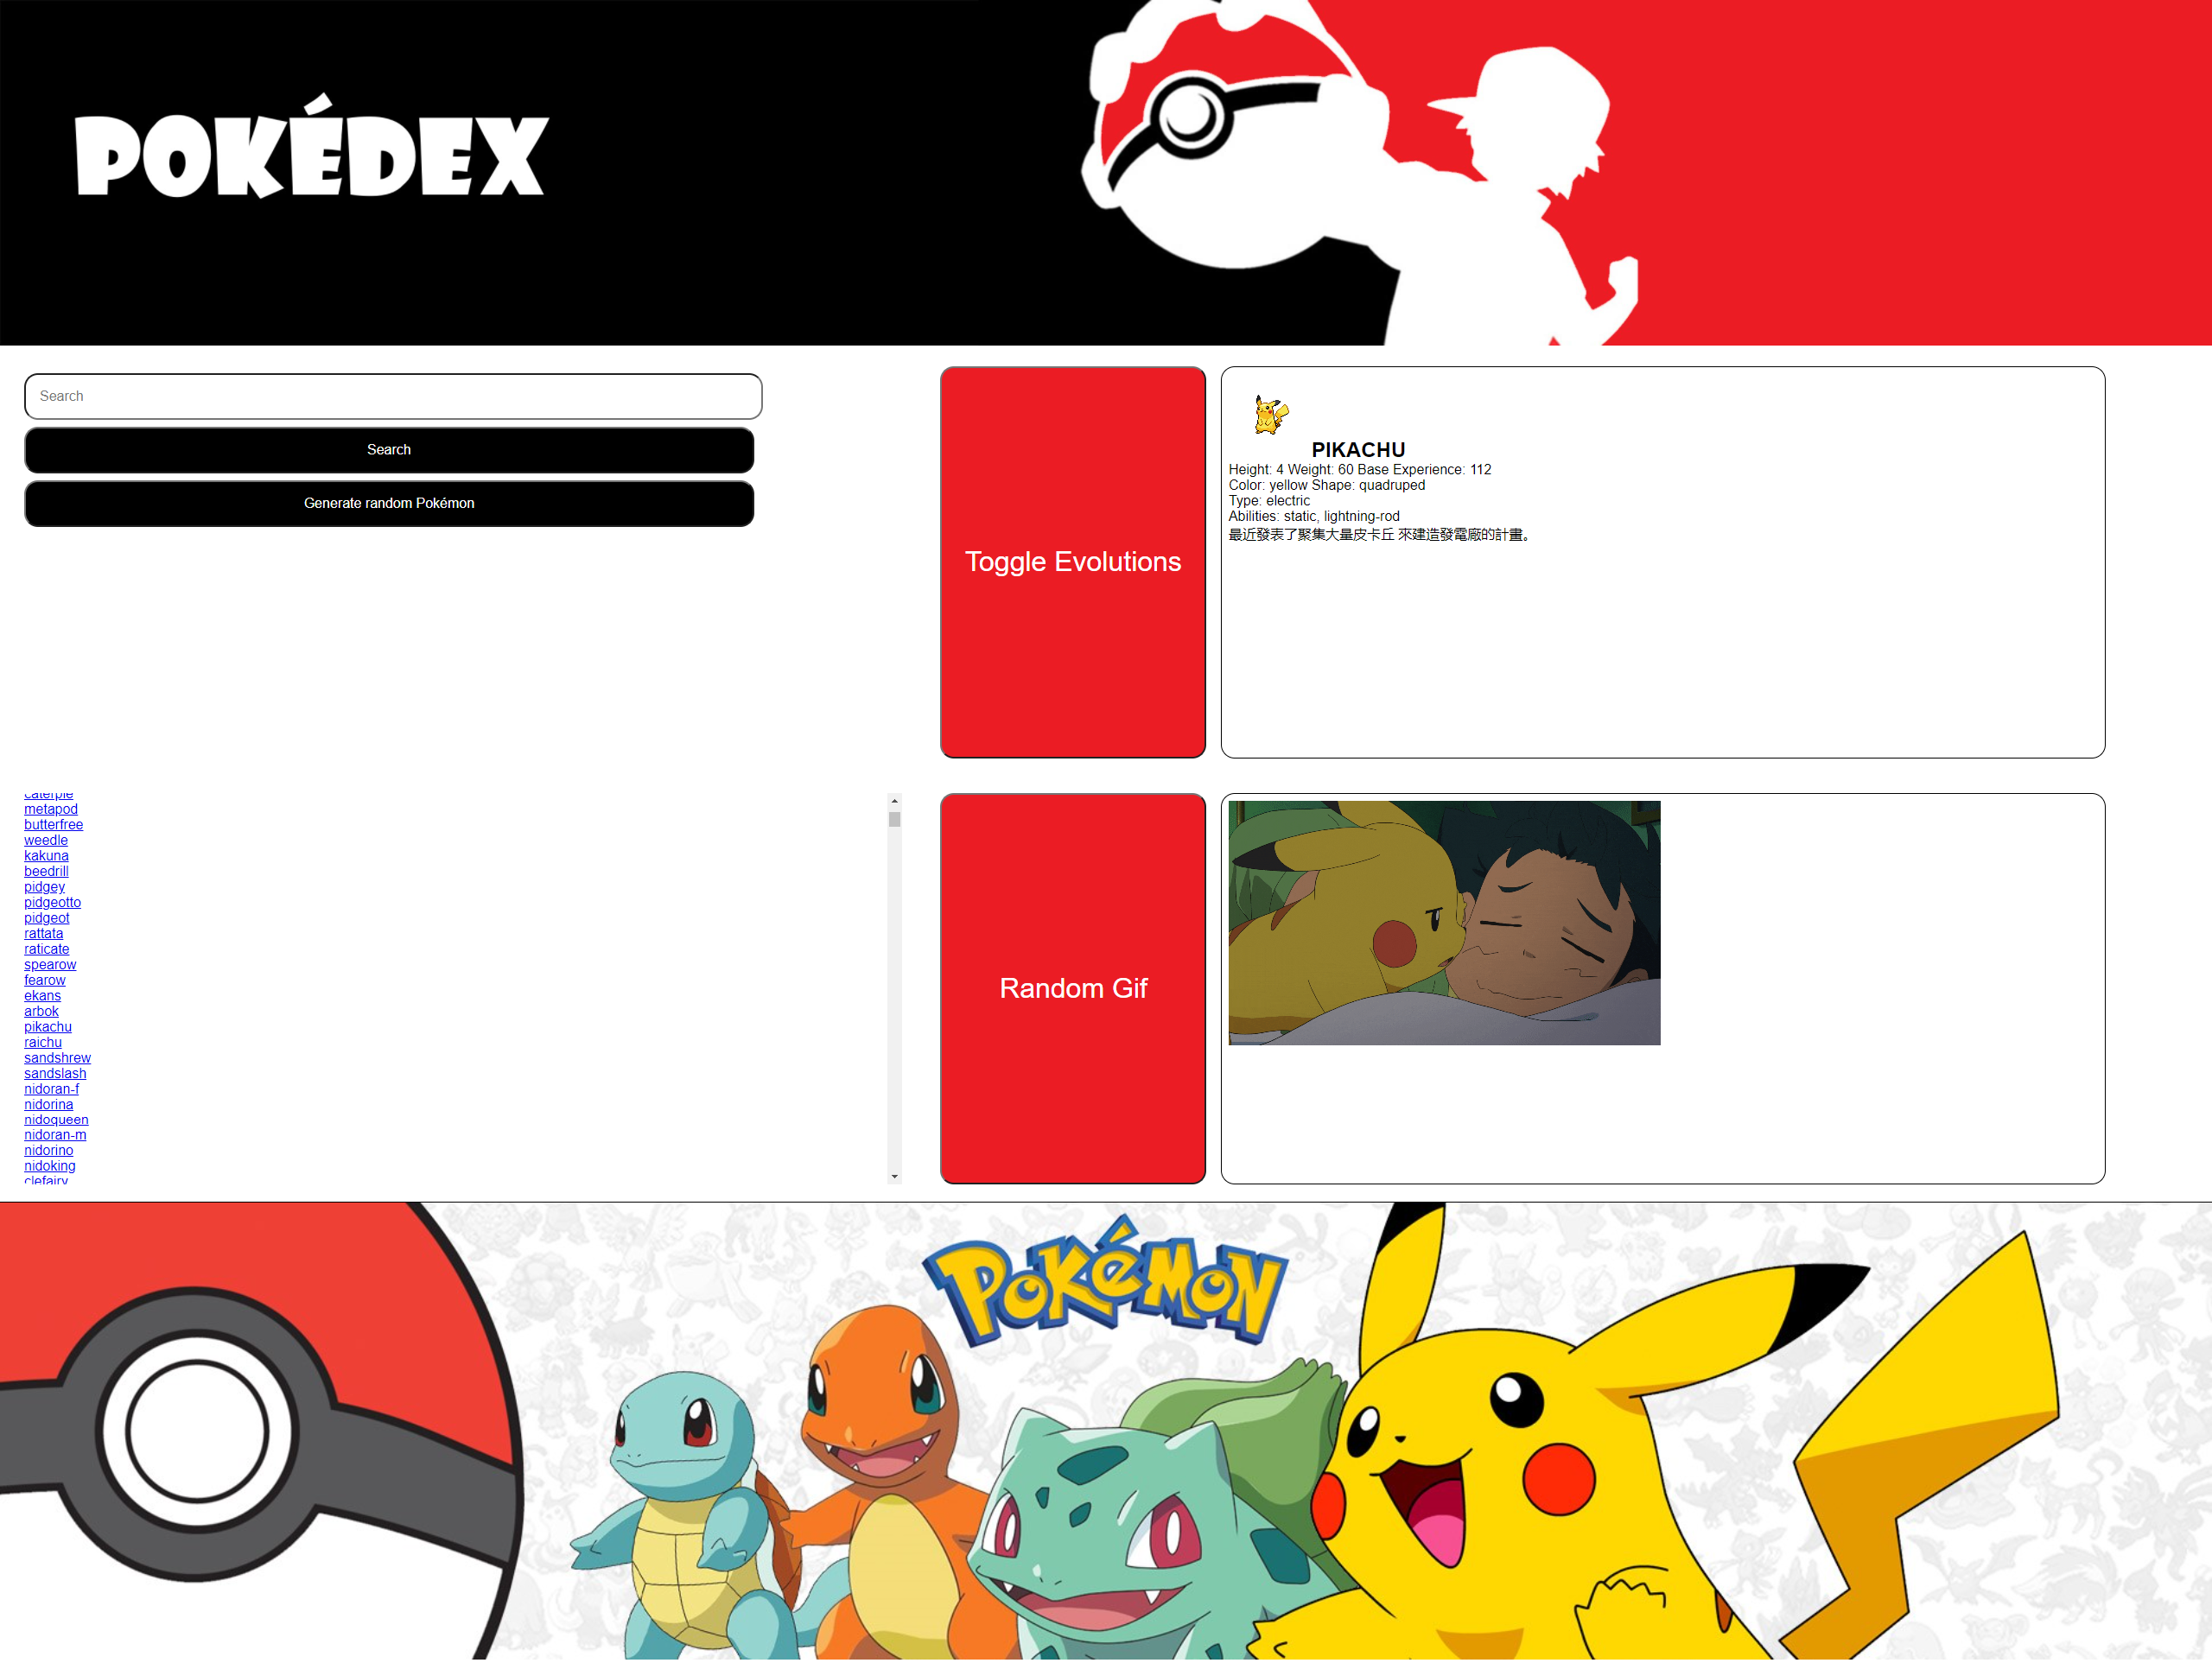 POKÉDEX
Search
Search
Generate random Pokémon
Toggle Evolutions
PIKACHU
Height: 4 Weight: 60 Base Experience: 112
Color: yellow Shape: quadruped
Type: electric
Abilities: static, lightning-rod
最近發表了聚集大量皮卡丘 來建造發電廠的計畫。
caterpie
metapod
butterfree
weedle
kakuna
beedrill
pidgey
pidgeotto
pidgeot
rattata
raticate
spearow
fearow
ekans
arbok
pikachu
raichu
sandshrew
sandslash
nidoran-f
nidorina
nidoqueen
nidoran-m
nidorino
nidoking
clefairy
Random Gif
POKéMON